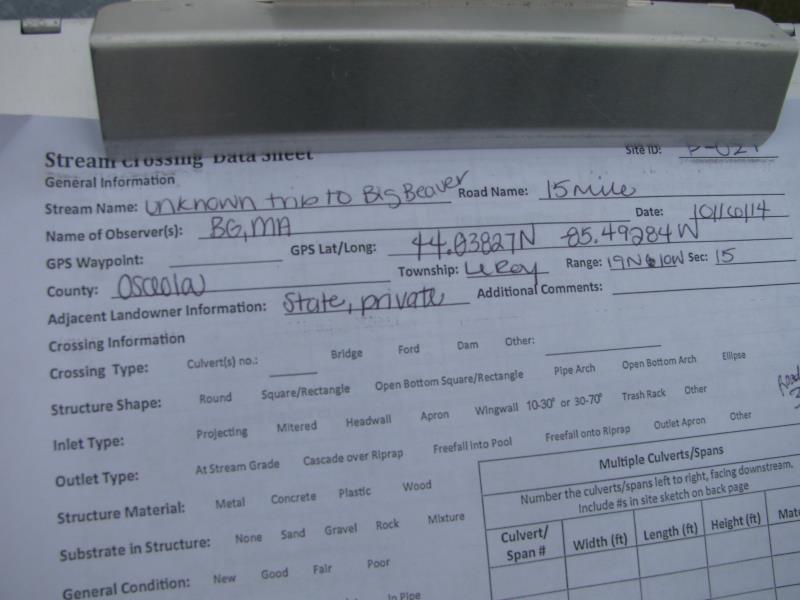 Stream Crossing Data Sheet Site ID: P-021
General Information
Stream Name: unknown trib to Big Beaver Road Name: 15 mile
Name of Observer(s): BG, MA Date: 10/16/14
GPS Waypoint: GPS Lat/Long: 44.03827N -85.49284W
County: Osceola Township: LeRoy Range: 19N 10W Sec: 15
Adjacent Landowner Information: State, private Additional Comments:
Crossing Information
Crossing Type: Culvert(s) no.: Bridge Ford Dam Other:
Structure Shape: Round Square/Rectangle Open Bottom Square/Rectangle Pipe Arch Open Bottom Arch Ellipse
Inlet Type: Projecting Mitered Headwall Apron Wingwall 10-30° or 30-70° Trash Rack Other
Outlet Type: At Stream Grade Cascade over Riprap Freefall into Pool Freefall onto Riprap Outlet Apron Other
Structure Material: Metal Concrete Plastic Wood
Substrate in Structure: None Sand Gravel Rock Mixture
General Condition: New Good Fair Poor
In Pipe
Multiple Culverts/Spans
Number the culverts/spans left to right, facing downstream.
Include #s in site sketch on back page
Culvert/ Span # Width (ft) Length (ft) Height (ft) Mate
Road